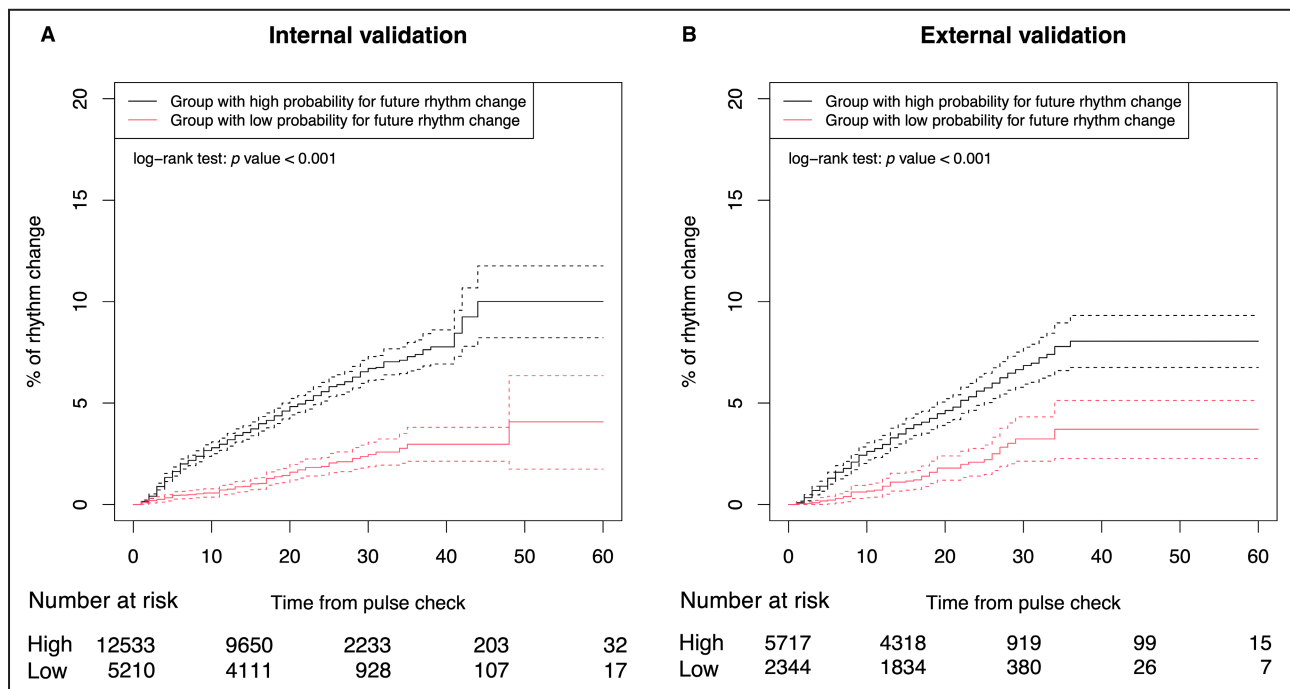 A
Internal validation
20
15
10
5
0
% of rhythm change
Group with high probability for future rhythm change
Group with low probability for future rhythm change
log−rank test: p value < 0.001
0 10 20 30 40 50 60
Number at risk
Time from pulse check
High 12533 9650 2233 203 32
Low 5210 4111 928 107 17
B
External validation
20
15
10
5
0
% of rhythm change
Group with high probability for future rhythm change
Group with low probability for future rhythm change
log−rank test: p value < 0.001
0 10 20 30 40 50 60
Number at risk
Time from pulse check
High 5717 4318 919 99 15
Low 2344 1834 380 26 7